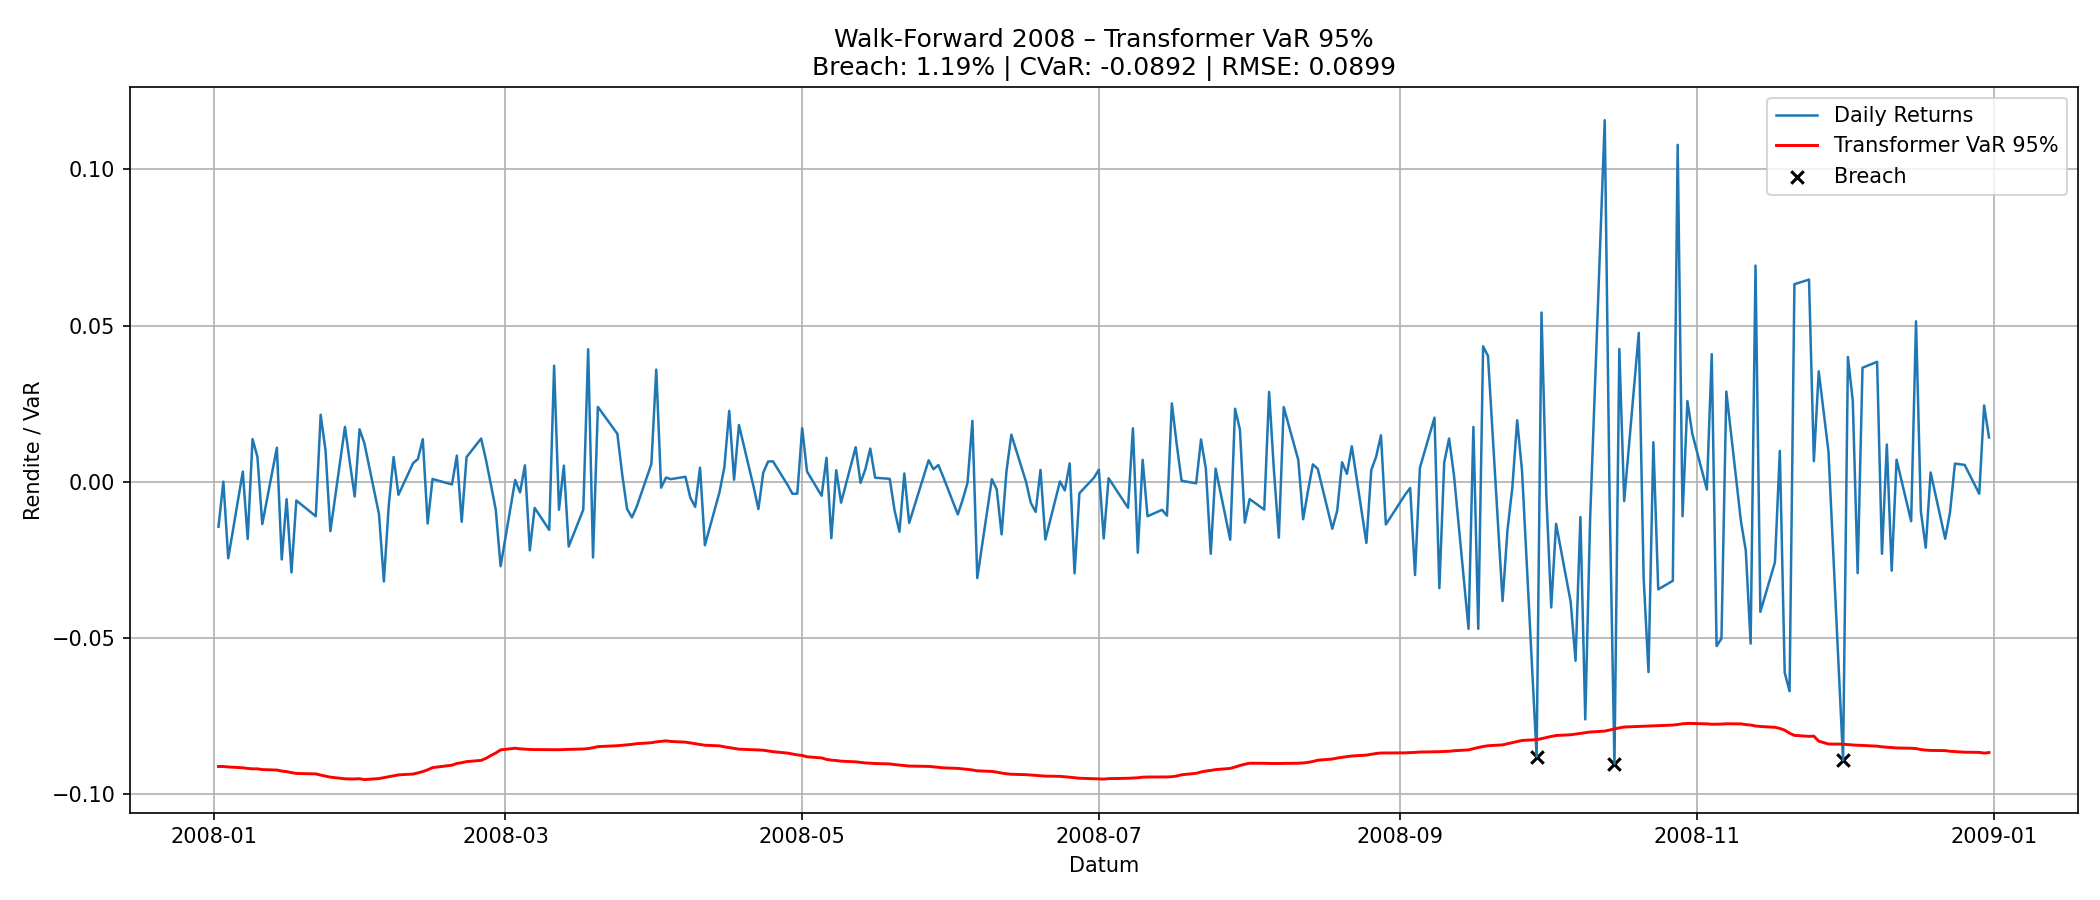 Walk-Forward 2008 – Transformer VaR 95%
Breach: 1.19% | CVaR: -0.0892 | RMSE: 0.0899
Daily Returns
Transformer VaR 95%
Breach
0.10
0.05
0.00
−0.05
−0.10
Rendite / VaR
2008-01 2008-03 2008-05 2008-07 2008-09 2008-11 2009-01
Datum